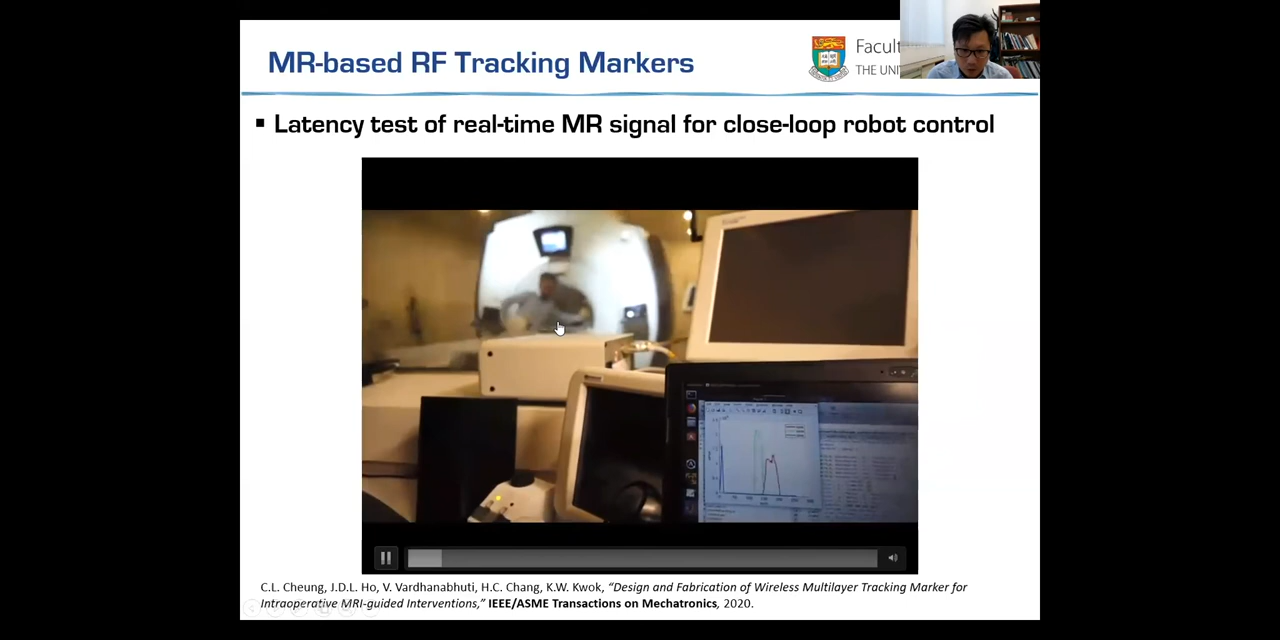 MR-based RF Tracking Markers
Facult
THE UNI
▪ Latency test of real-time MR signal for close-loop robot control
C.L. Cheung, J.D.L. Ho, V. Vardhanabhuti, H.C. Chang, K.W. Kwok, “Design and Fabrication of Wireless Multilayer Tracking Marker for
Intraoperative MRI-guided Interventions,” IEEE/ASME Transactions on Mechatronics, 2020.